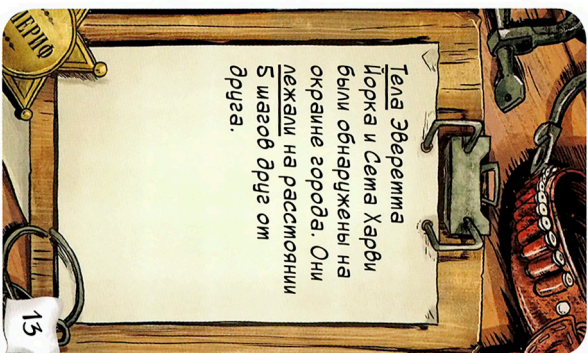 ШЕРИФ
Тела Эверетта
Йорка и Сета Харви
были обнаружены на
окраине города. Они
лежали на расстоянии
5 шагов друг от
друга.
13